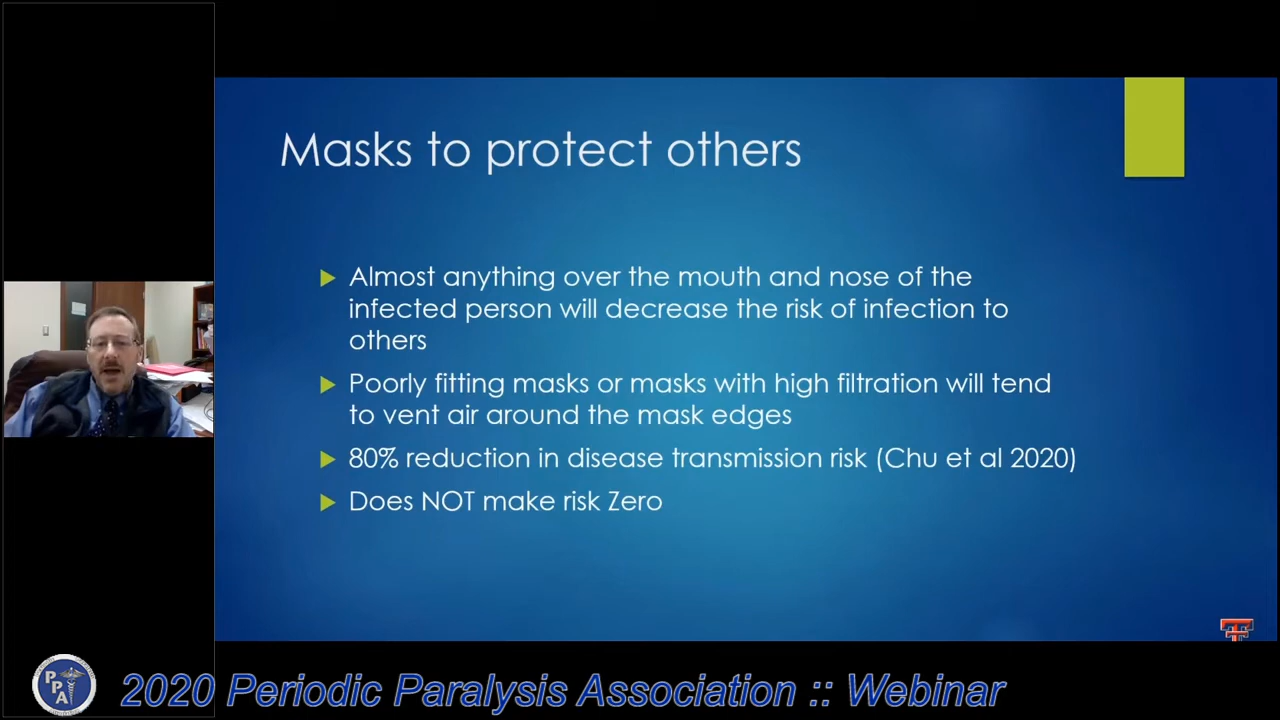 Masks to protect others
Almost anything over the mouth and nose of the
infected person will decrease the risk of infection to
others
Poorly fitting masks or masks with high filtration will tend
to vent air around the mask edges
80% reduction in disease transmission risk (Chu et al 2020)
Does NOT make risk Zero
PPA
2020 Periodic Paralysis Association :: Webinar